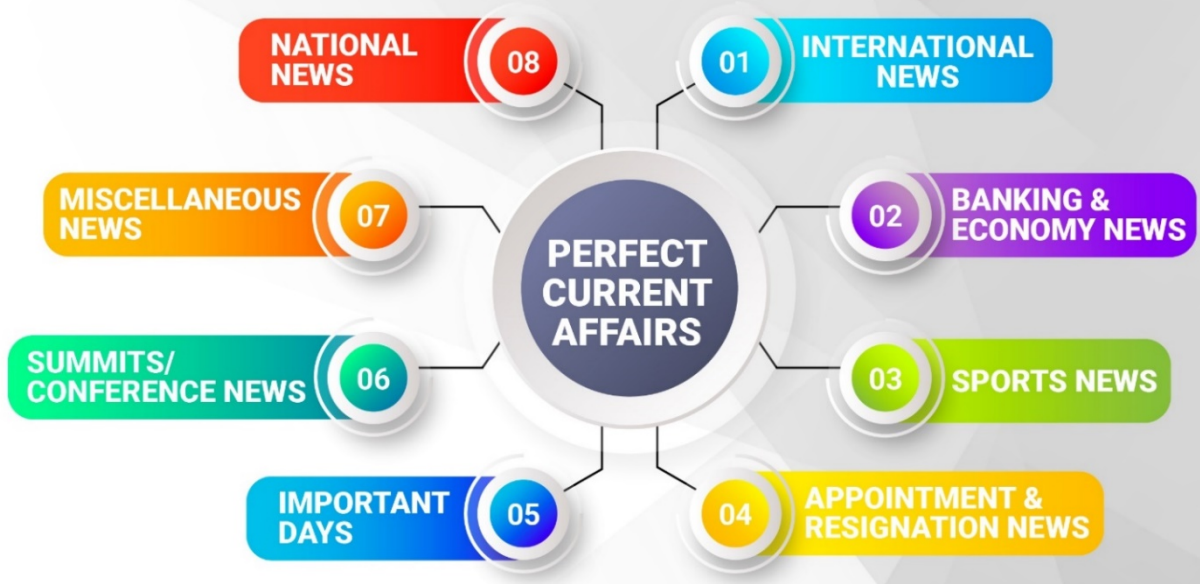 PERFECT
CURRENT
AFFAIRS
01
INTERNATIONAL
NEWS
02
BANKING &
ECONOMY NEWS
03
SPORTS NEWS
04
APPOINTMENT &
RESIGNATION NEWS
05
IMPORTANT
DAYS
06
SUMMITS/
CONFERENCE NEWS
07
MISCELLANEOUS
NEWS
08
NATIONAL
NEWS